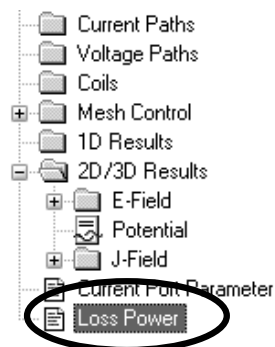 Current Paths
Voltage Paths
Coils
Mesh Control
1D Results
2D/3D Results
E-Field
Potential
J-Field
Current Port Parameter
Loss Power